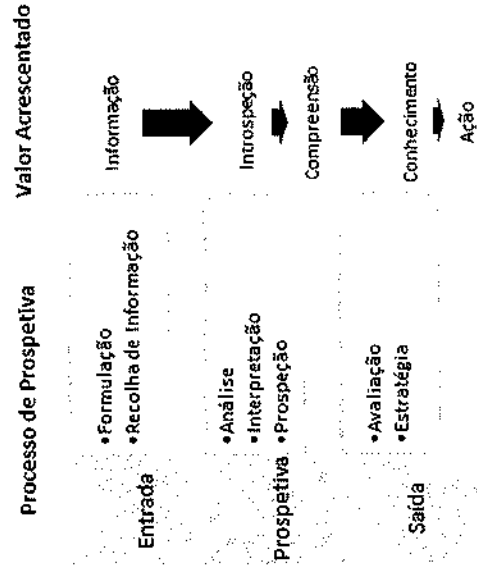 Processo de Prospetiva
Valor Acrescentado
Entrada
•Formulação
•Recolha de Informação
Informação
Prospetiva
•Análise
•Interpretação
•Prospeção
Introspeção
Compreensão
Saída
•Avaliação
•Estratégia
Conhecimento
Ação